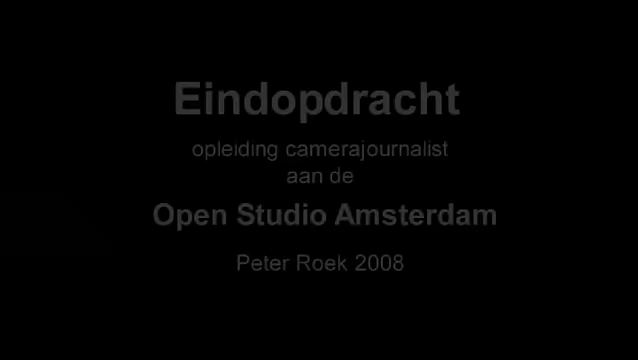 Eindopdracht
opleiding camerajournalist
aan de
Open Studio Amsterdam
Peter Roek 2008